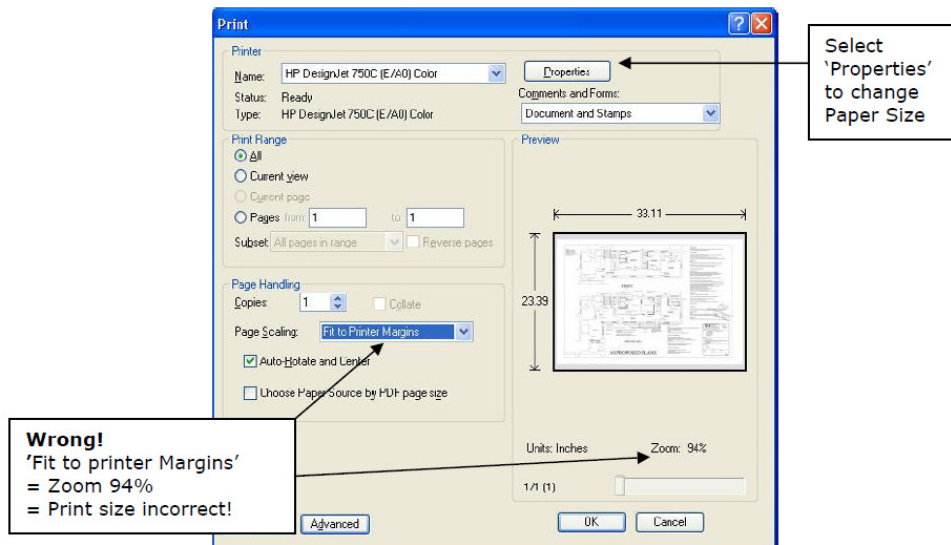 Print
Printer
Name: HP DesignJet 750C (E/A0) Color
Properties
Status: Ready
Type: HP DesignJet 750C (E/A0) Color
Comments and Forms:
Document and Stamps
Select
‘Properties’
to change
Paper Size
Print Range
All
Current view
Current page
Pages from: 1 to: 1
Subset: All pages in range Reverse pages
Page Handling
Copies: 1 Collate
Page Scaling: Fit to Printer Margins
Auto-Rotate and Center
Choose Paper Source by PDF page size
Preview
33.11
23.39
AS PROPOSED PLANS
Units: Inches Zoom: 94%
1/1 (1)
Wrong!
‘Fit to printer Margins’
= Zoom 94%
= Print size incorrect!
Advanced
OK
Cancel